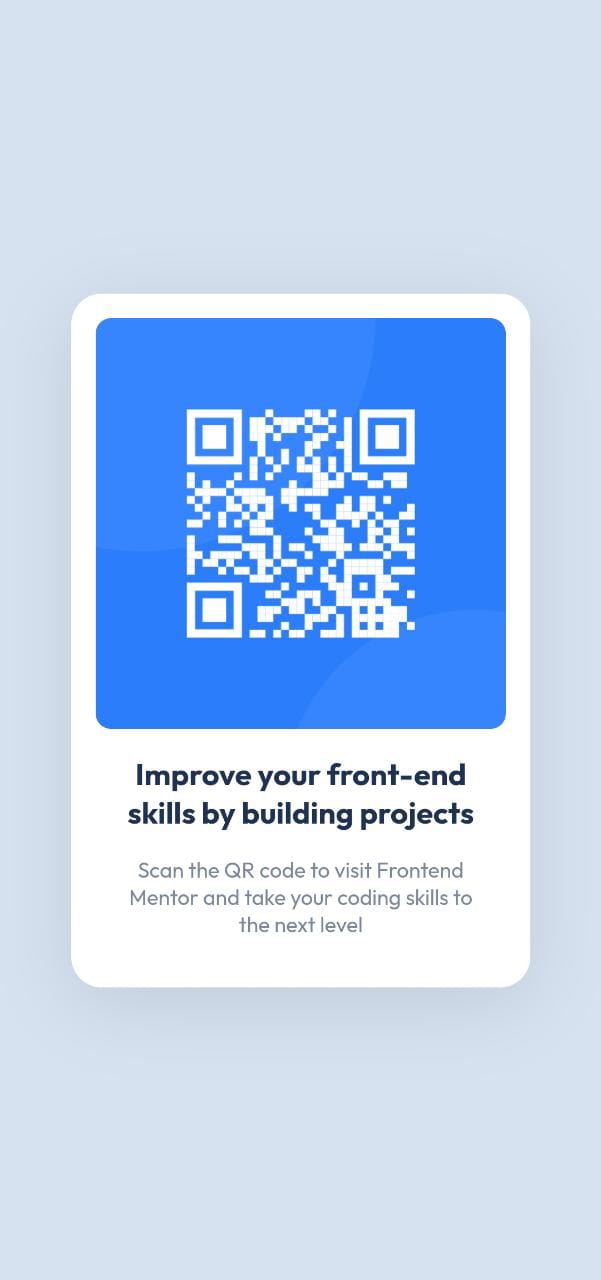 Improve your front-end
skills by building projects
Scan the QR code to visit Frontend
Mentor and take your coding skills to
the next level